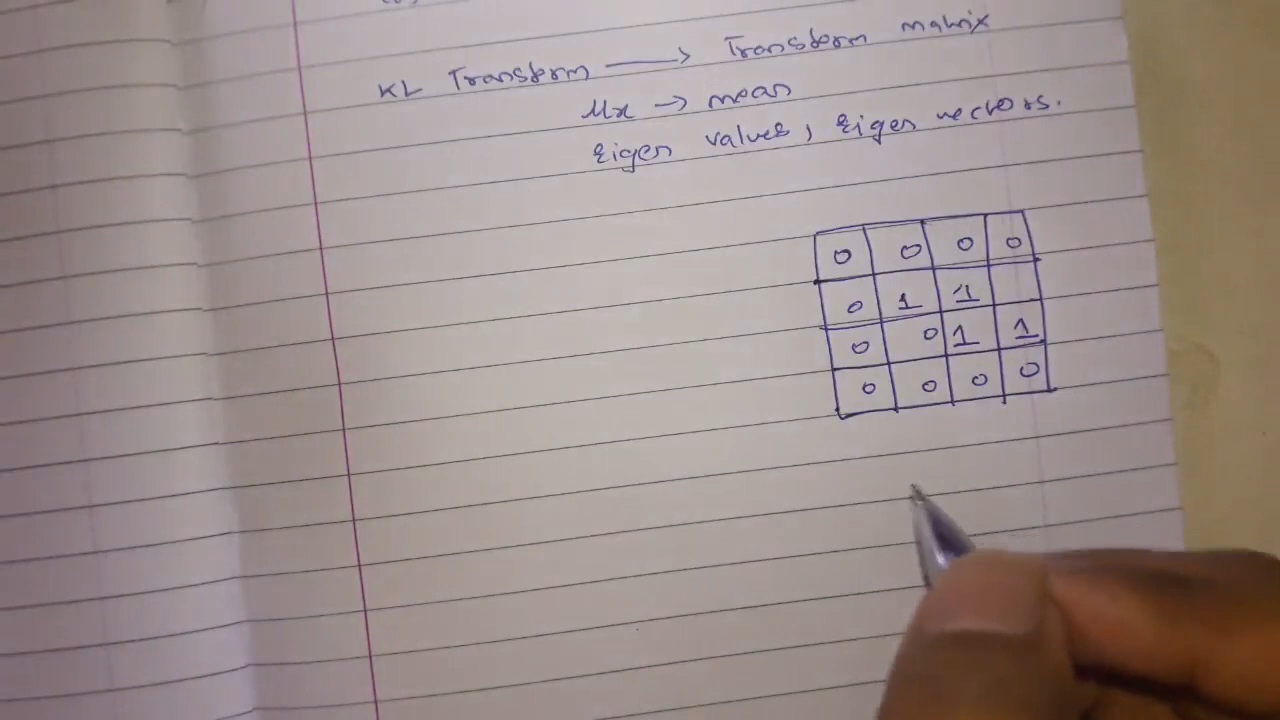 KL Transform → Transform matrix
μx → mean
Eigen values, Eigen vectors.
0 0 0 0
0 1 1
0 0 1 1
0 0 0 0